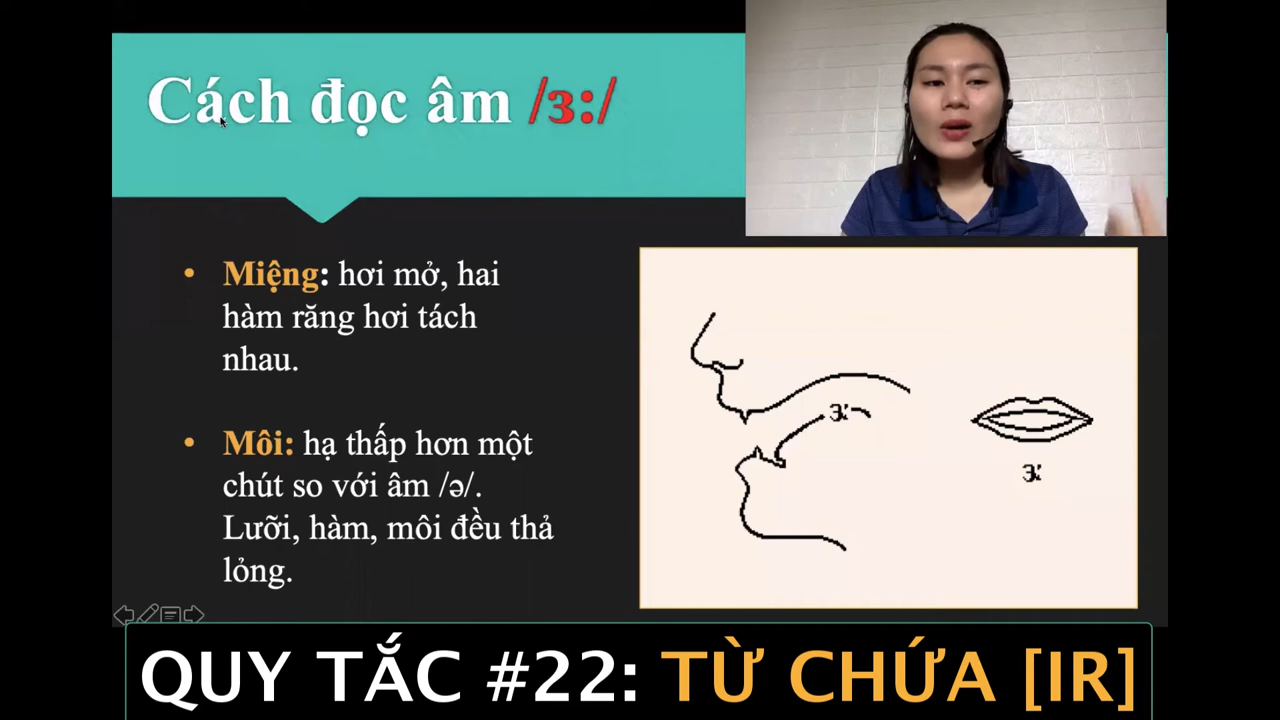 Cách đọc âm /ɜ:/
• Miệng: hơi mở, hai
hàm răng hơi tách
nhau.
• Môi: hạ thấp hơn một
chút so với âm /ə/.
Lưỡi, hàm, môi đều thả
lỏng.
ɜː
ɜː
QUY TẮC #22: TỪ CHỨA [IR]